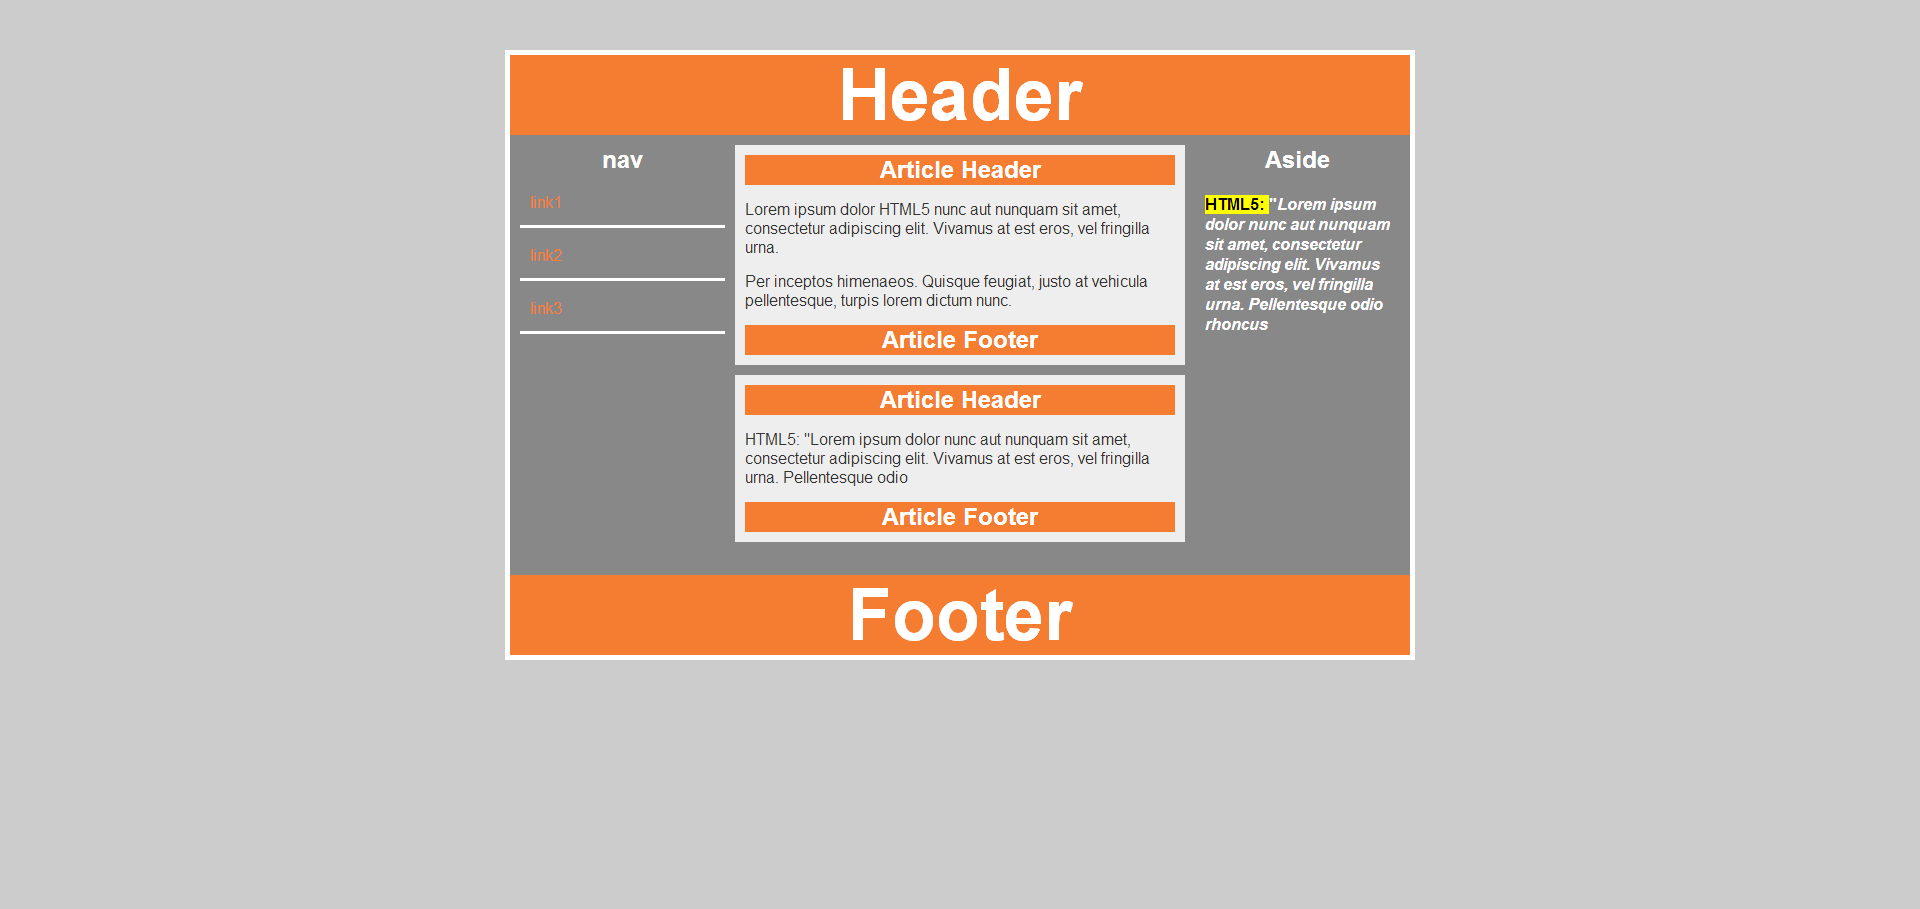 Header
nav
link1
link2
link3
Article Header
Lorem ipsum dolor HTML5 nunc aut nunquam sit amet,
consectetur adipiscing elit. Vivamus at est eros, vel fringilla
urna.
Per inceptos himenaeos. Quisque feugiat, justo at vehicula
pellentesque, turpis lorem dictum nunc.
Article Footer
Article Header
HTML5: "Lorem ipsum dolor nunc aut nunquam sit amet,
consectetur adipiscing elit. Vivamus at est eros, vel fringilla
urna. Pellentesque odio
Article Footer
Aside
HTML5: "Lorem ipsum
dolor nunc aut nunquam
sit amet, consectetur
adipiscing elit. Vivamus
at est eros, vel fringilla
urna. Pellentesque odio
rhoncus
Footer